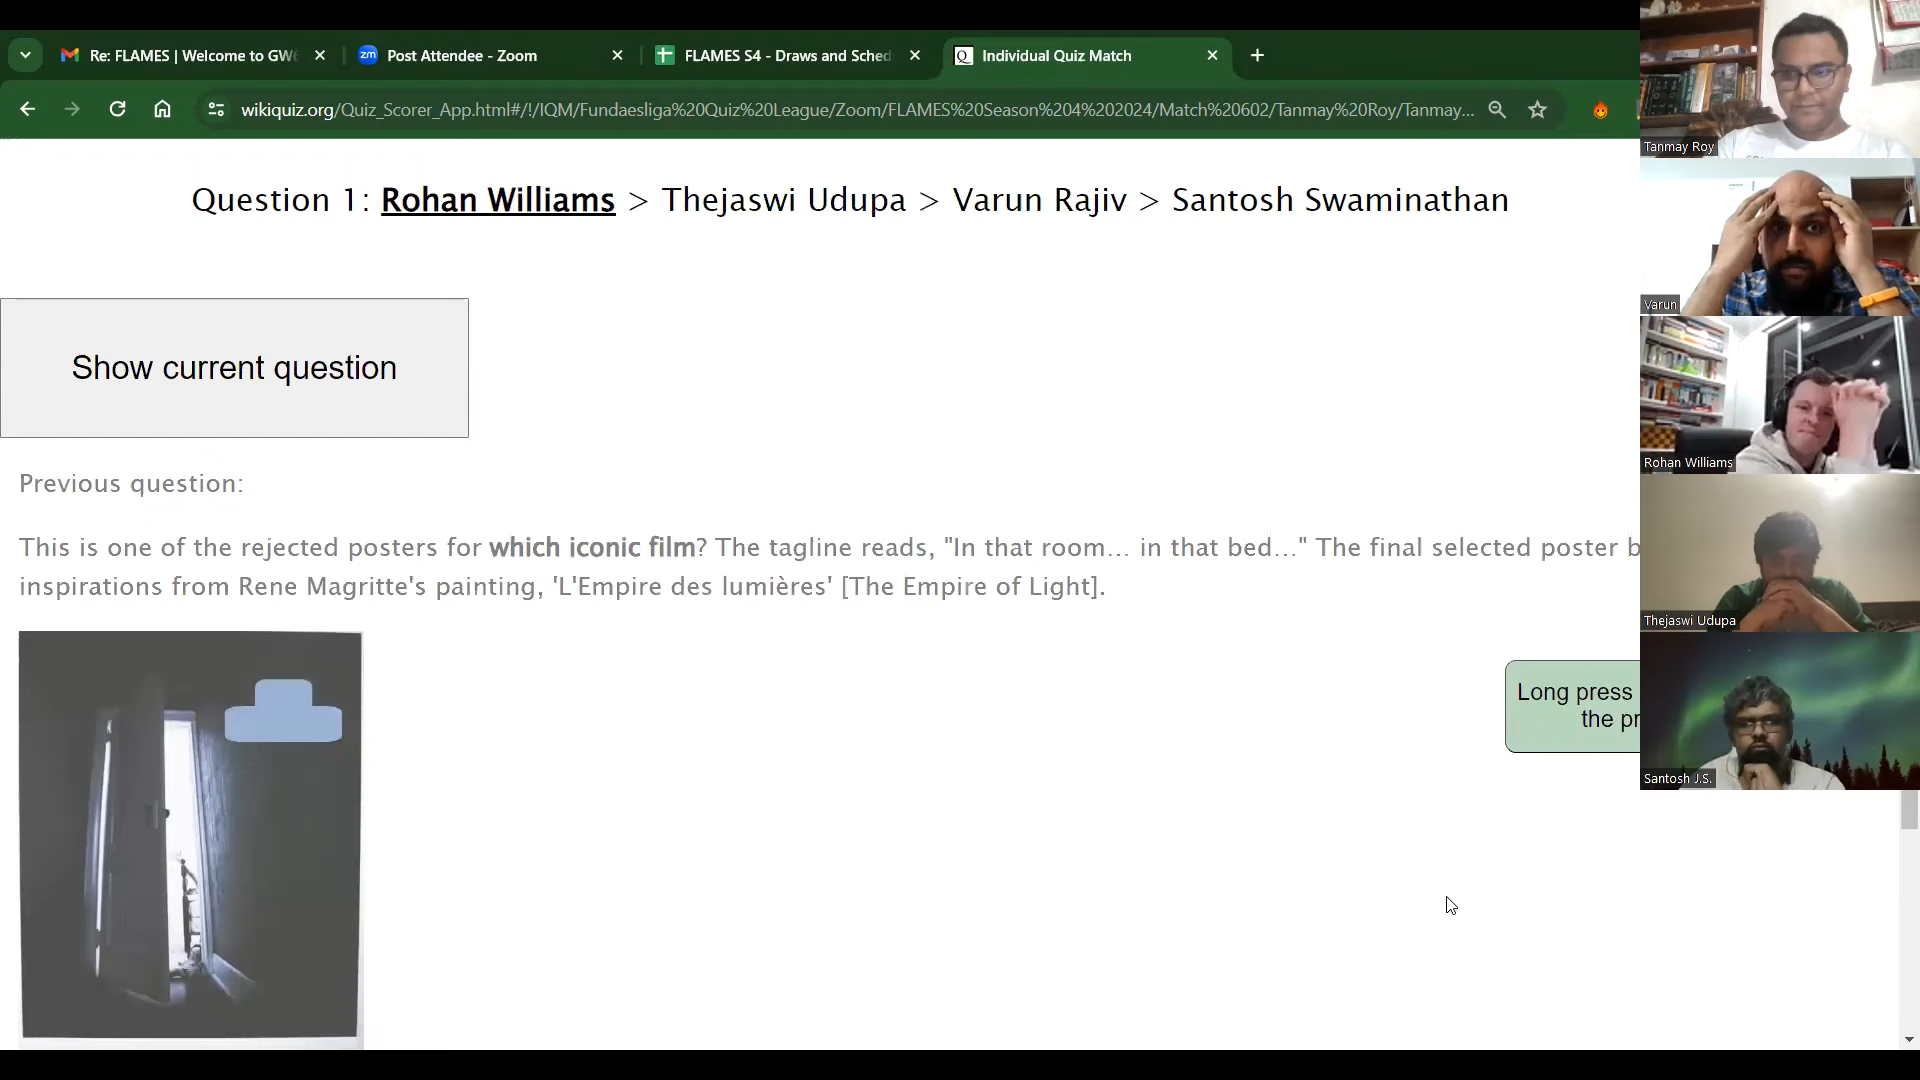 Re: FLAMES | Welcome to GW
Post Attendee - Zoom
FLAMES S4 - Draws and Sched
Individual Quiz Match
wikiquiz.org/Quiz_Scorer_App.html#/!/IQM/Fundaesliga%20Quiz%20League/Zoom/FLAMES%20Season%204%202024/Match%20602/Tanmay%20Roy/Tanmay...
Question 1: Rohan Williams > Thejaswi Udupa > Varun Rajiv > Santosh Swaminathan
Show current question
Previous question:
This is one of the rejected posters for which iconic film? The tagline reads, "In that room... in that bed..." The final selected poster b
inspirations from Rene Magritte's painting, 'L'Empire des lumières' [The Empire of Light].
Long press
the pr
Tanmay Roy
Varun
Rohan Williams
Thejaswi Udupa
Santosh J.S.